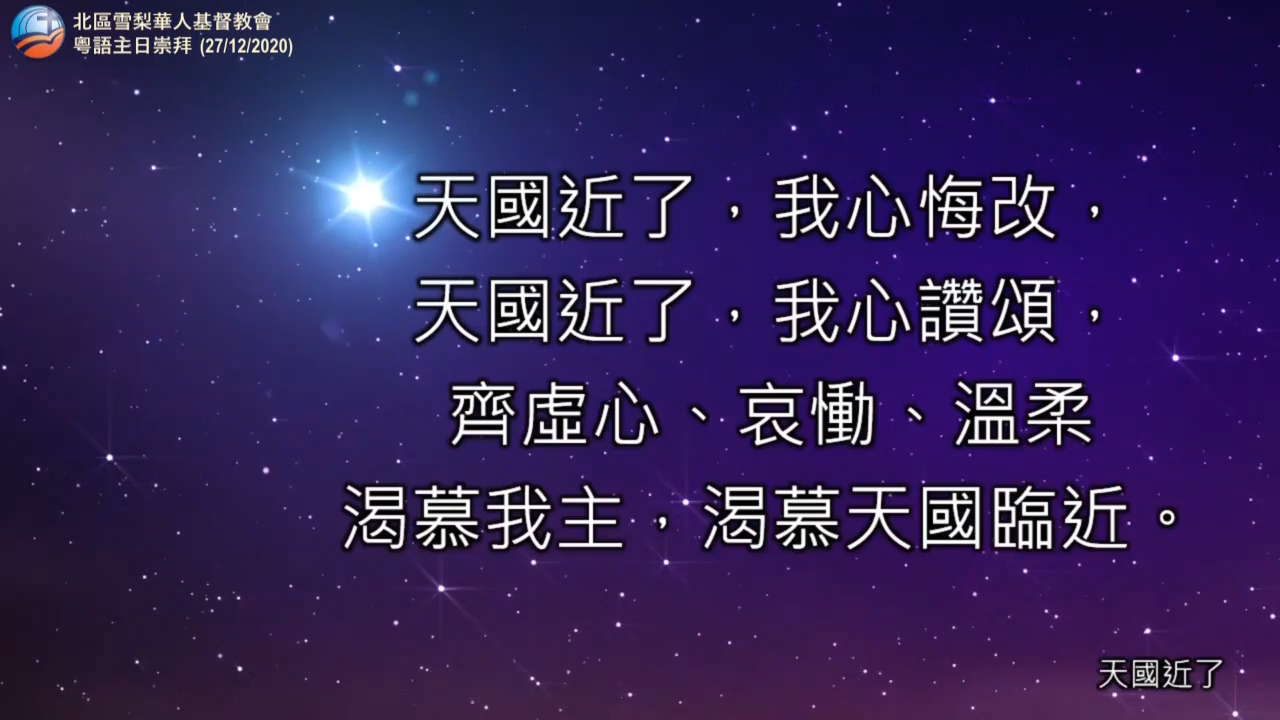 北區雪梨華人基督教會
粵語主日崇拜 (27/12/2020)
天國近了，我心悔改，
天國近了，我心讚頌，
齊虛心、哀慟、溫柔
渴慕我主，渴慕天國臨近。
天國近了